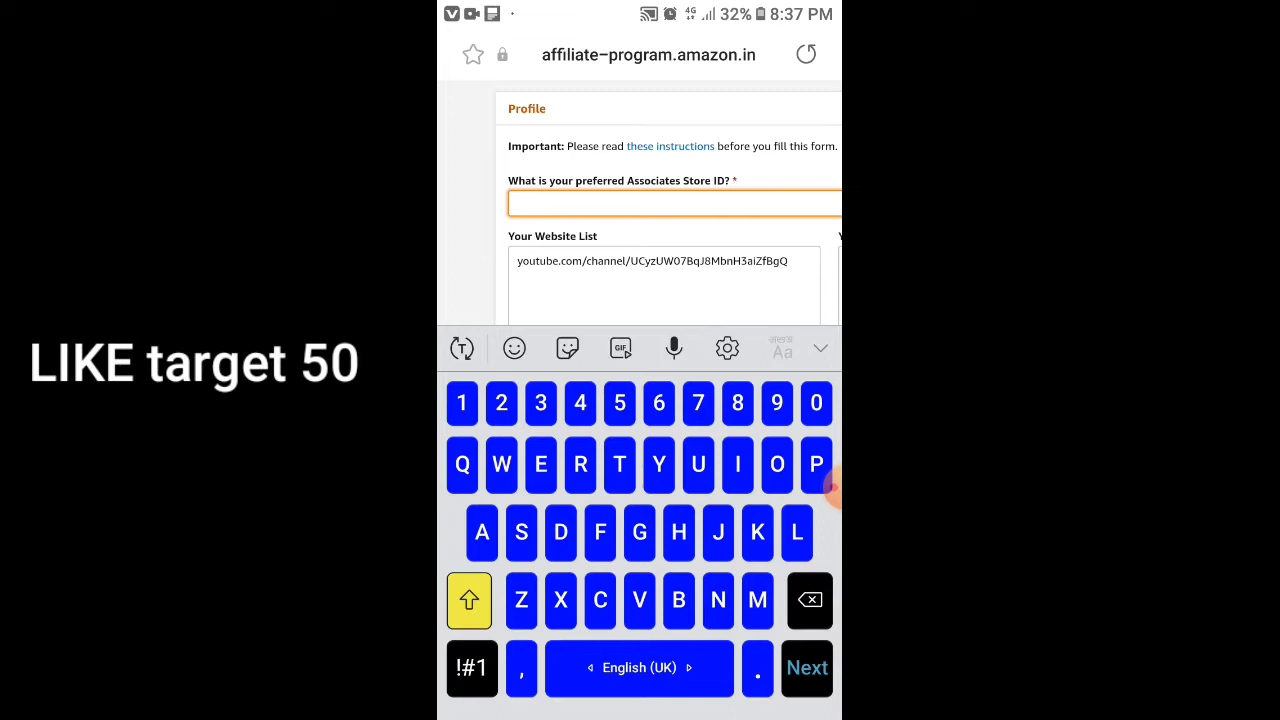 32% 8:37 PM
affiliate-program.amazon.in
Profile
Important: Please read these instructions before you fill this form.
What is your preferred Associates Store ID? *
Your Website List
youtube.com/channel/UCyzUW07BqJ8MbnH3aiZfBgQ
LIKE target 50
T GIF Aa
1 2 3 4 5 6 7 8 9 0
Q W E R T Y U I O P
A S D F G H J K L
Z X C V B N M
!#1 , English (UK) . Next